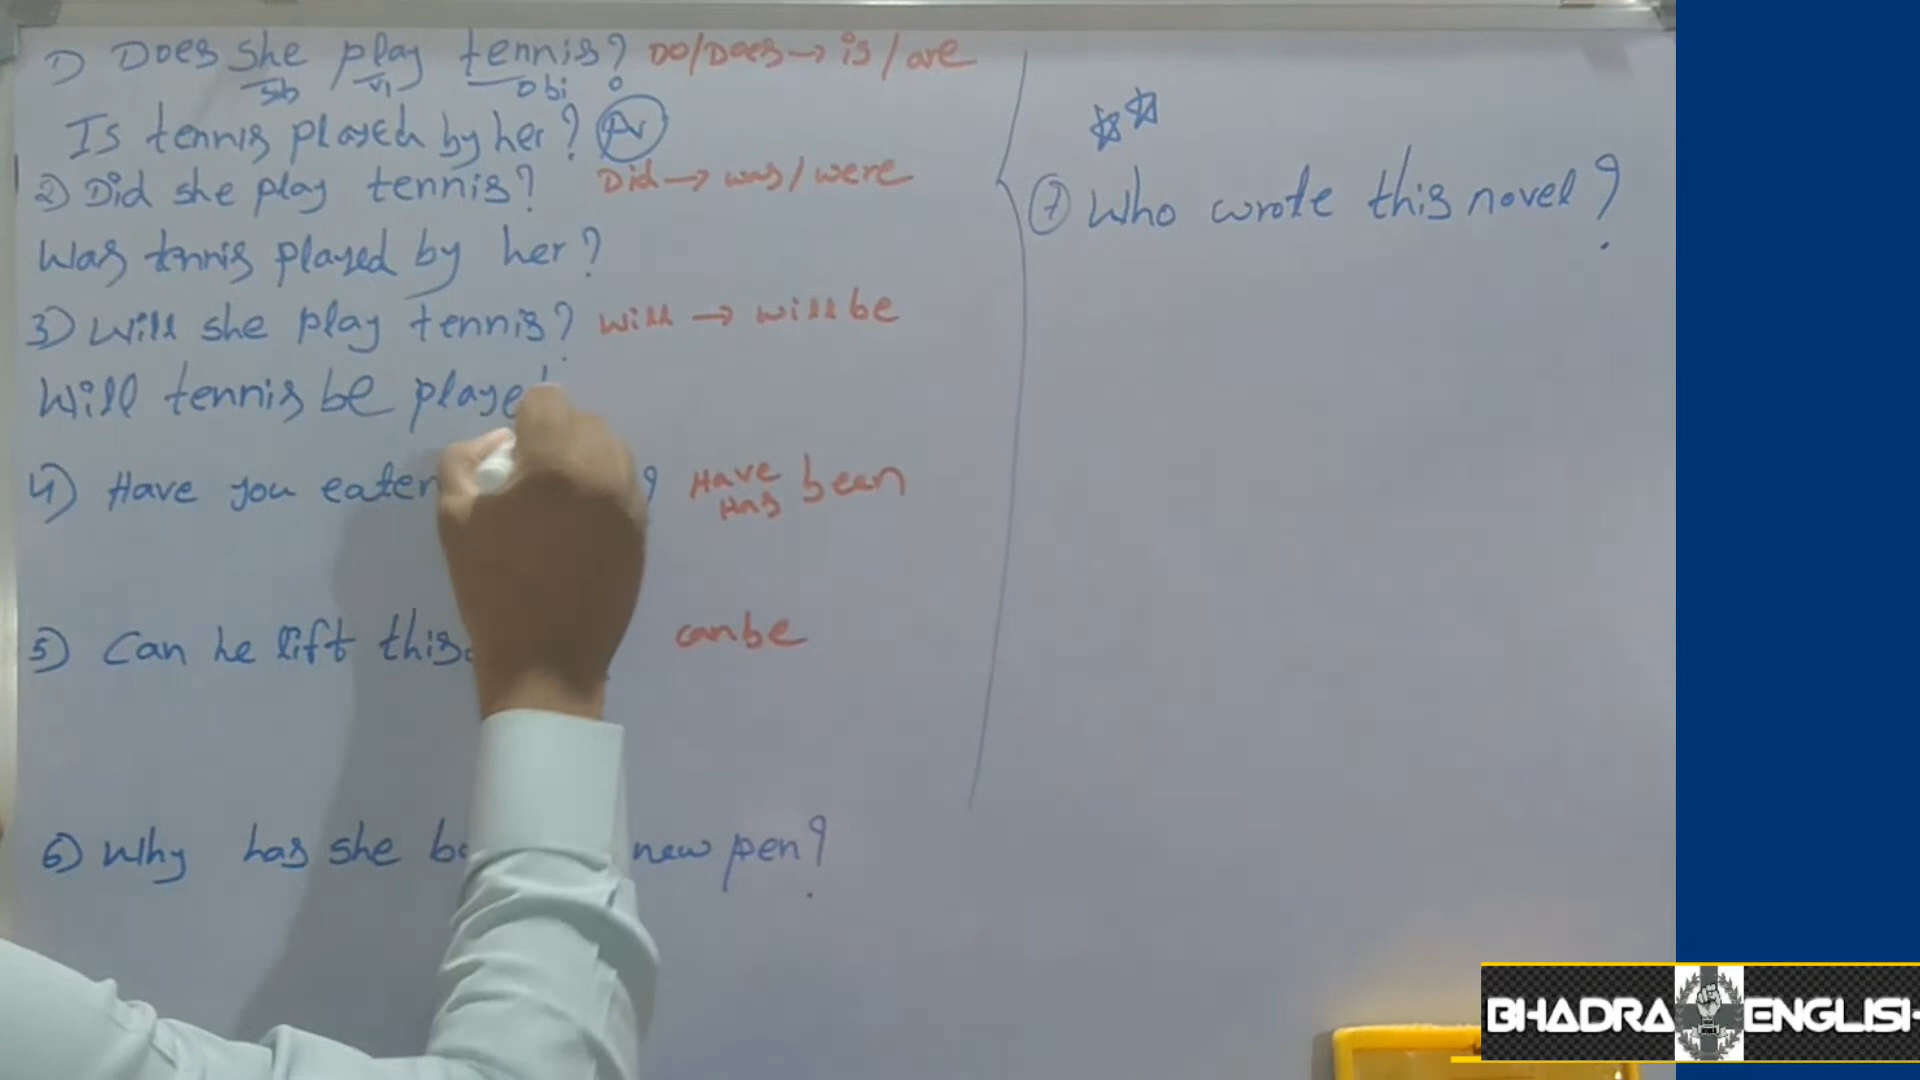 1) Does she play tennis? Do/Does → is/are
sb v1 obj
Is tennis played by her?
2) Did she play tennis? Did → was/were
Was tennis played by her?
3) Will she play tennis? will → will be
Will tennis be playe
4) Have you eaten ? Have Has been
5) Can he lift this can be
6) Why has she new pen?
7 Who wrote this novel?
BHADRA ENGLISH